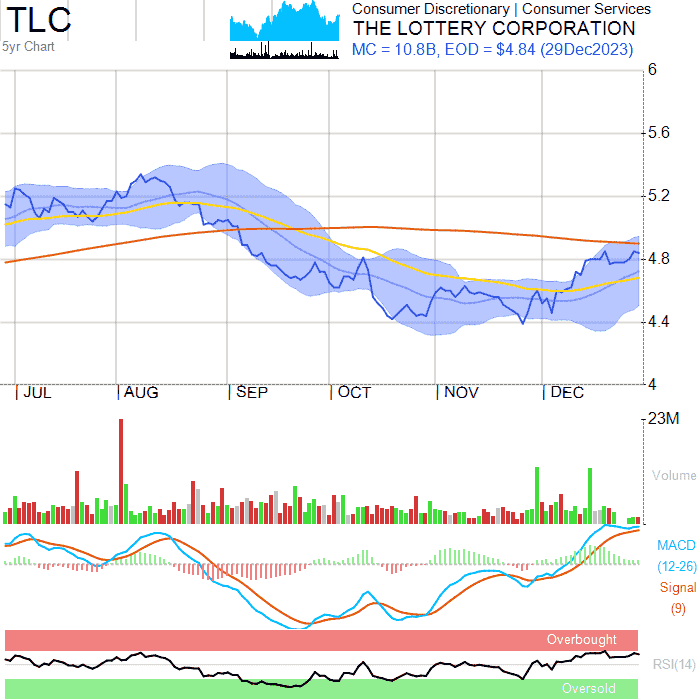 TLC
5yr Chart
Consumer Discretionary | Consumer Services
THE LOTTERY CORPORATION
MC = 10.8B, EOD = $4.84 (29Dec2023)
6
5.6
5.2
4.8
4.4
4
JUL AUG SEP OCT NOV DEC
23M
Volume
MACD
(12-26)
Signal
(9)
Overbought
RSI(14)
Oversold